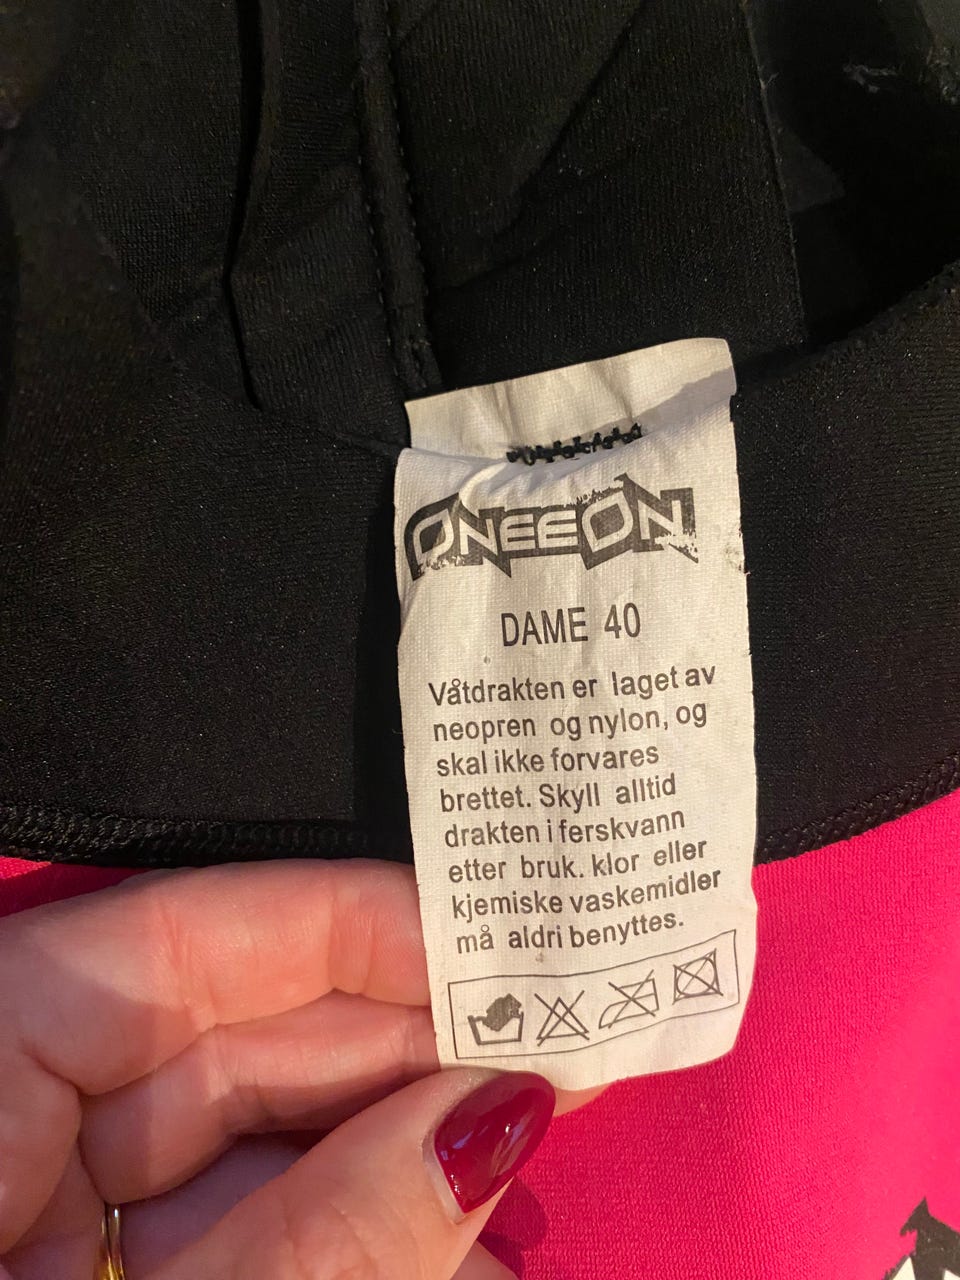 ONEEON
DAME 40
Våtdrakten er laget av
neopren og nylon, og
skal ikke forvares
brettet. Skyll alltid
drakten i ferskvann
etter bruk. klor eller
kjemiske vaskemidler
må aldri benyttes.